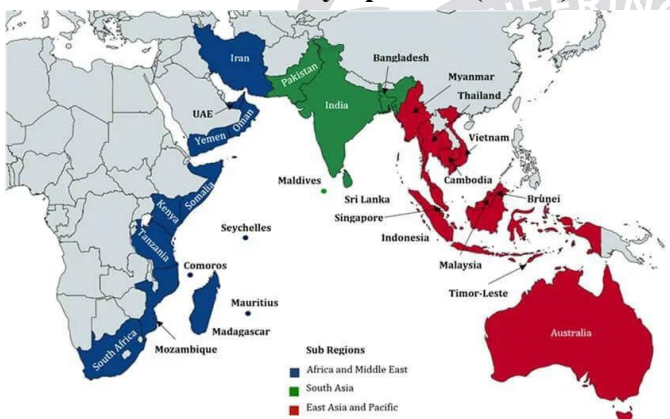 Iran
Pakistan
Bangladesh
Myanmar
Thailand
India
UAE
Oman
Yemen
Vietnam
Cambodia
Maldives
Sri Lanka
Brunei
Somalia
Kenya
Singapore
Seychelles
Indonesia
Tanzania
Malaysia
Comoros
Timor-Leste
Mauritius
Madagascar
Australia
South Africa
Mozambique
Sub Regions
Africa and Middle East
South Asia
East Asia and Pacific